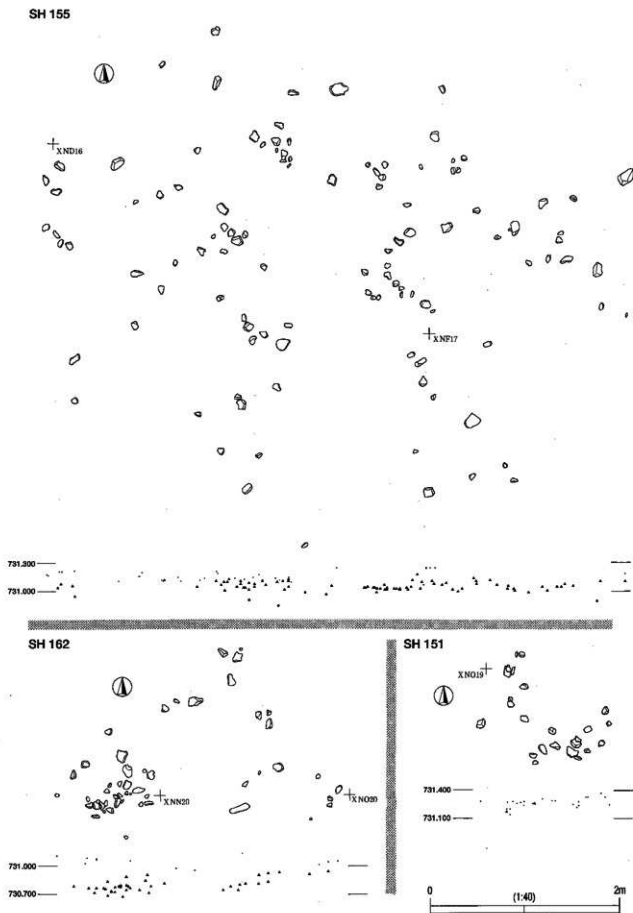 SH 155
XND16
XNF17
731.300
731.000
SH 162
XNN20
XNO20
731.000
730.700
SH 151
XNO19
731.400
731.100
0 (1:40) 2m